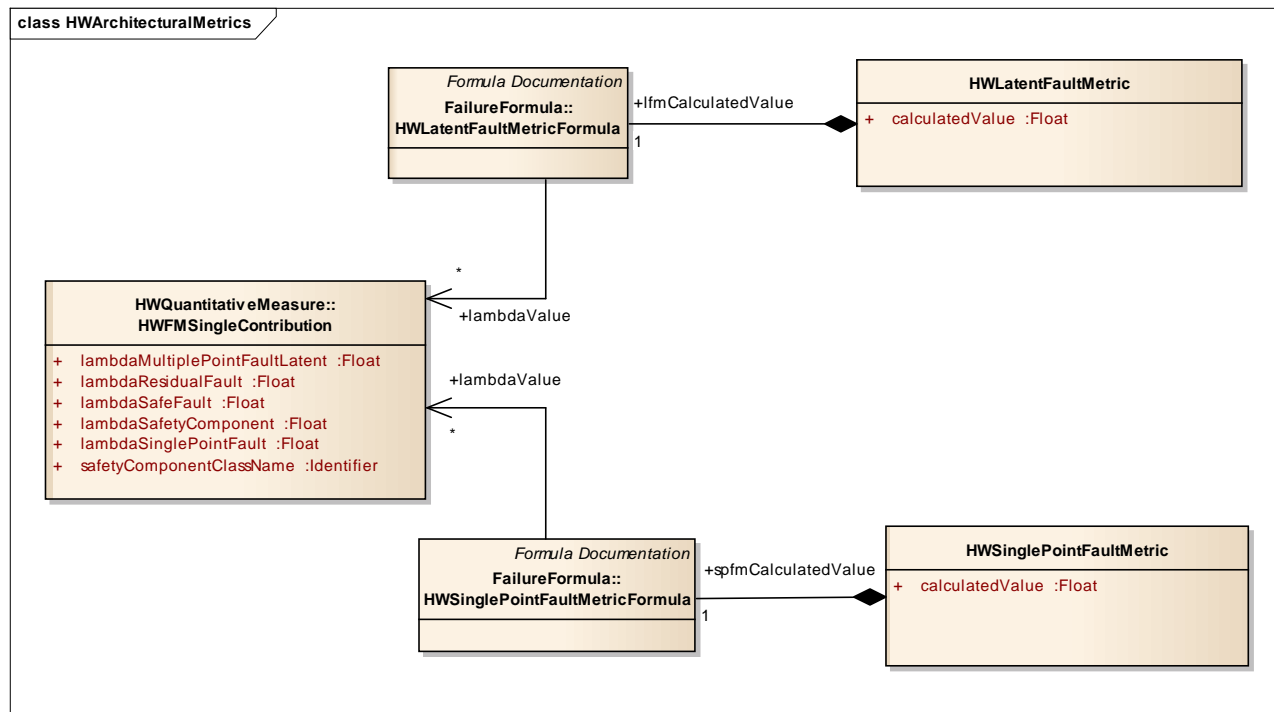 class HWArchitecturalMetrics
Formula Documentation
FailureFormula::
HWLatentFaultMetricFormula
+lfmCalculatedValue
1
HWLatentFaultMetric
+ calculatedValue :Float
*
+lambdaValue
HWQuantitativeMeasure::
HWFMSingleContribution
+ lambdaMultiplePointFaultLatent :Float
+ lambdaResidualFault :Float
+ lambdaSafeFault :Float
+ lambdaSafetyComponent :Float
+ lambdaSinglePointFault :Float
+ safetyComponentClassName :Identifier
+lambdaValue
*
Formula Documentation
FailureFormula::
HWSinglePointFaultMetricFormula
+spfmCalculatedValue
1
HWSinglePointFaultMetric
+ calculatedValue :Float